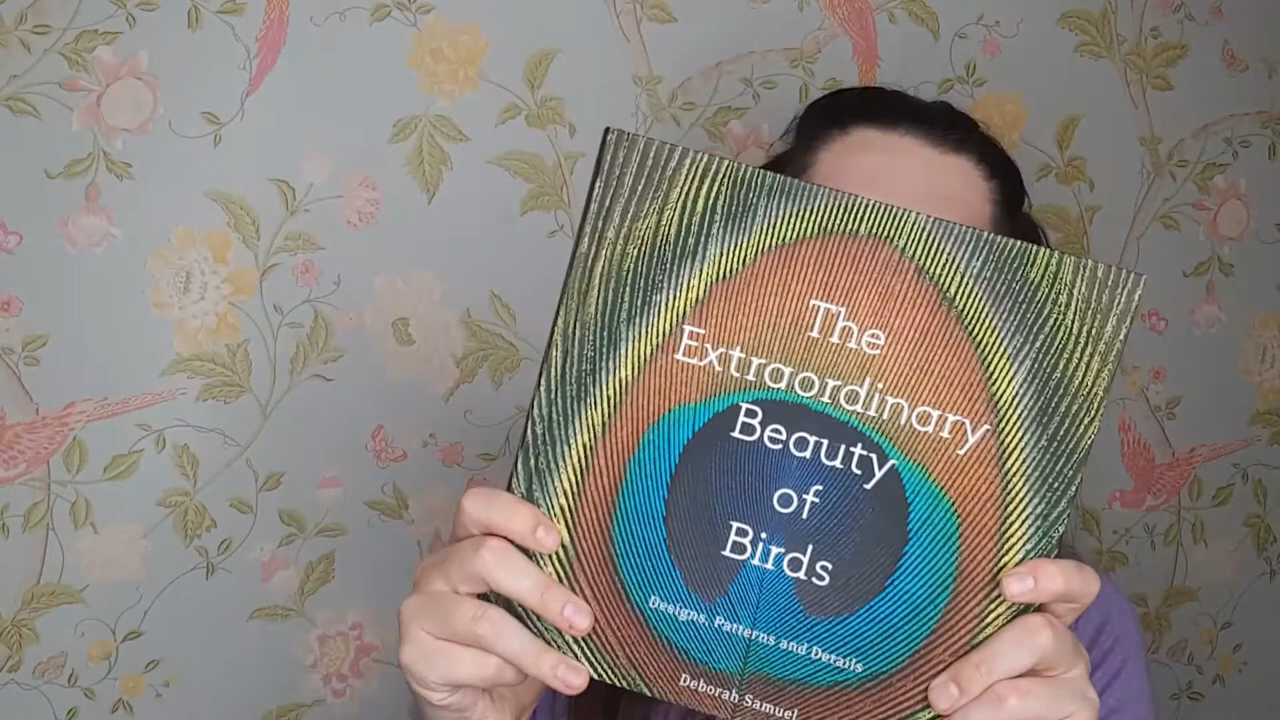 The
Extraordinary
Beauty
of
Birds
Designs, Patterns and Details
Deborah Samuel